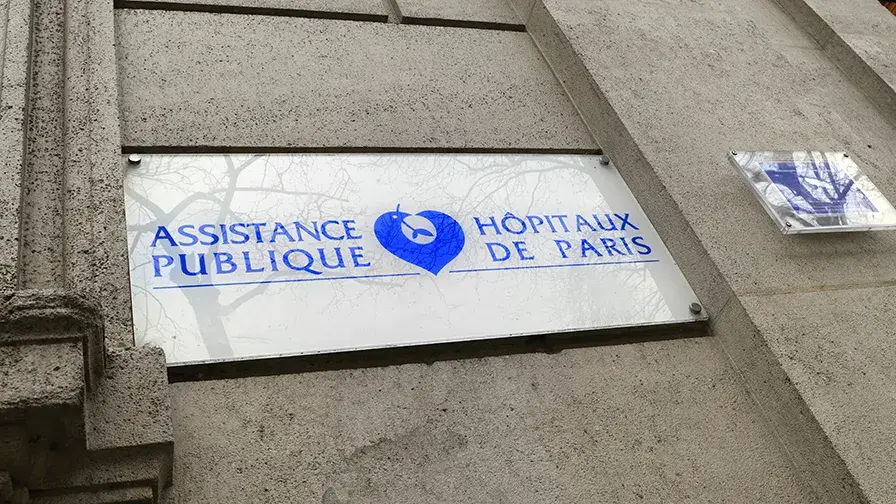 ASSISTANCE
PUBLIQUE
HÔPITAUX
DE PARIS